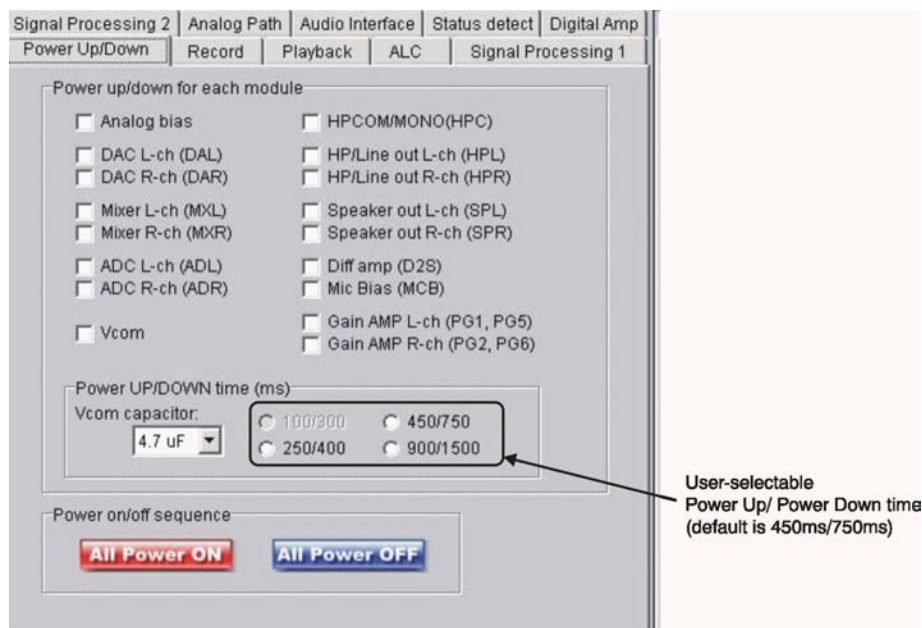 Signal Processing 2 Analog Path Audio Interface Status detect Digital Amp
Power Up/Down Record Playback ALC Signal Processing 1
Power up/down for each module
Analog bias
DAC L-ch (DAL)
DAC R-ch (DAR)
Mixer L-ch (MXL)
Mixer R-ch (MXR)
ADC L-ch (ADL)
ADC R-ch (ADR)
Vcom
HPCOM/MONO(HPC)
HP/Line out L-ch (HPL)
HP/Line out R-ch (HPR)
Speaker out L-ch (SPL)
Speaker out R-ch (SPR)
Diff amp (D2S)
Mic Bias (MCB)
Gain AMP L-ch (PG1, PG5)
Gain AMP R-ch (PG2, PG6)
Power UP/DOWN time (ms)
Vcom capacitor:
4.7 uF
100/300 450/750
250/400 900/1500
User-selectable
Power Up/ Power Down time
(default is 450ms/750ms)
Power on/off sequence
All Power ON All Power OFF